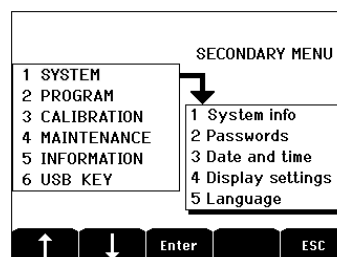 SECONDARY MENU
1 SYSTEM
2 PROGRAM
3 CALIBRATION
4 MAINTENANCE
5 INFORMATION
6 USB KEY
1 System info
2 Passwords
3 Date and time
4 Display settings
5 Language
↑ ↓ Enter ESC